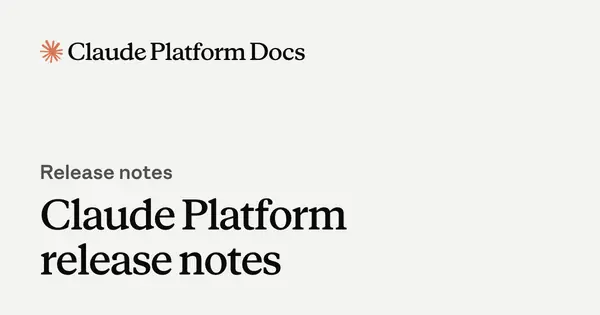 Claude Platform Docs
Release notes
Claude Platform
release notes